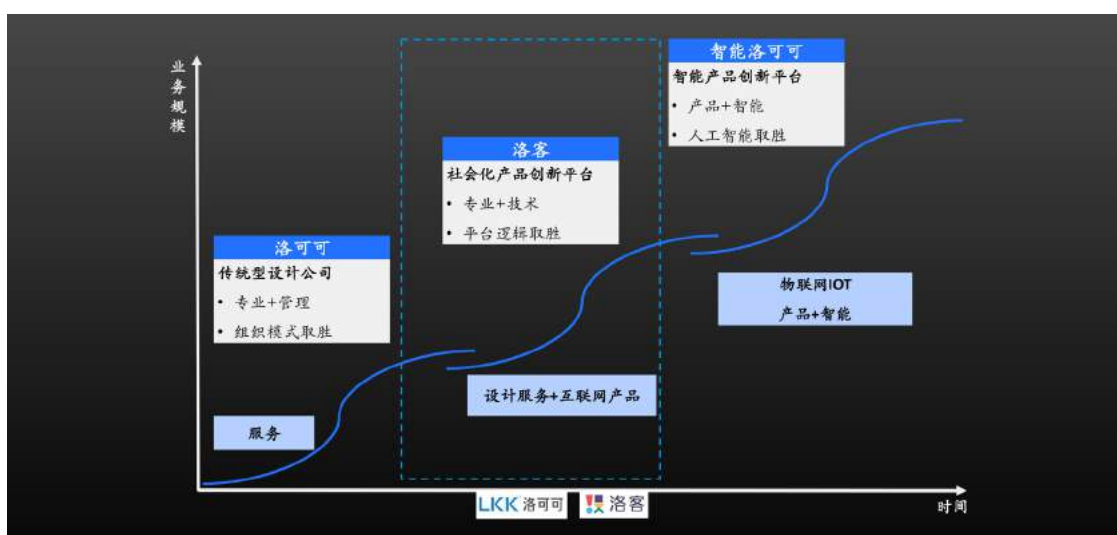 业务规模
智能洛可可
智能产品创新平台
• 产品+智能
• 人工智能取胜
洛客
社会化产品创新平台
• 专业+技术
• 平台逻辑取胜
洛可可
传统型设计公司
• 专业+管理
• 组织模式取胜
物联网IOT
产品+智能
设计服务+互联网产品
服务
LKK 洛可可
洛客
时间